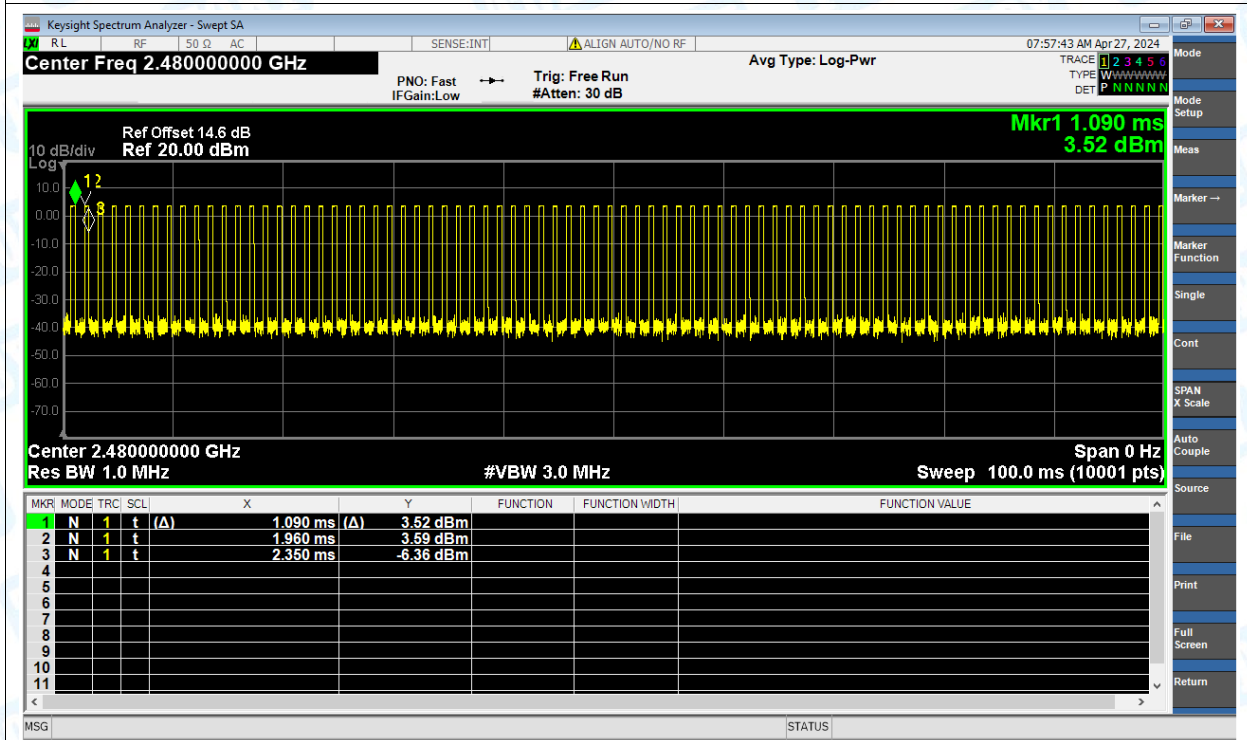 Keysight Spectrum Analyzer - Swept SA
LXI RL RF 50 Ω AC SENSE:INT ALIGN AUTO/NO RF 07:57:43 AM Apr 27, 2024
Center Freq 2.480000000 GHz
PNO: Fast
IFGain:Low
Trig: Free Run
#Atten: 30 dB
Avg Type: Log-Pwr
TRACE 1 2 3 4 5 6
TYPE WWWWWW
DET P N N N N N
Ref Offset 14.6 dB
10 dB/div Ref 20.00 dBm
Log
Mkr1 1.090 ms
3.52 dBm
10.0
0.00
-10.0
-20.0
-30.0
-40.0
-50.0
-60.0
-70.0
1 2
3
Center 2.480000000 GHz Span 0 Hz
Res BW 1.0 MHz #VBW 3.0 MHz Sweep 100.0 ms (10001 pts)
MKR MODE TRC SCL X Y FUNCTION FUNCTION WIDTH FUNCTION VALUE
1 N 1 t (Δ) 1.090 ms (Δ) 3.52 dBm
2 N 1 t 1.960 ms 3.59 dBm
3 N 1 t 2.350 ms -6.36 dBm
4
5
6
7
8
9
10
11
MSG STATUS
Mode
Mode
Setup
Meas
Marker →
Marker
Function
Single
Cont
SPAN
X Scale
Auto
Couple
Source
File
Print
Full
Screen
Return